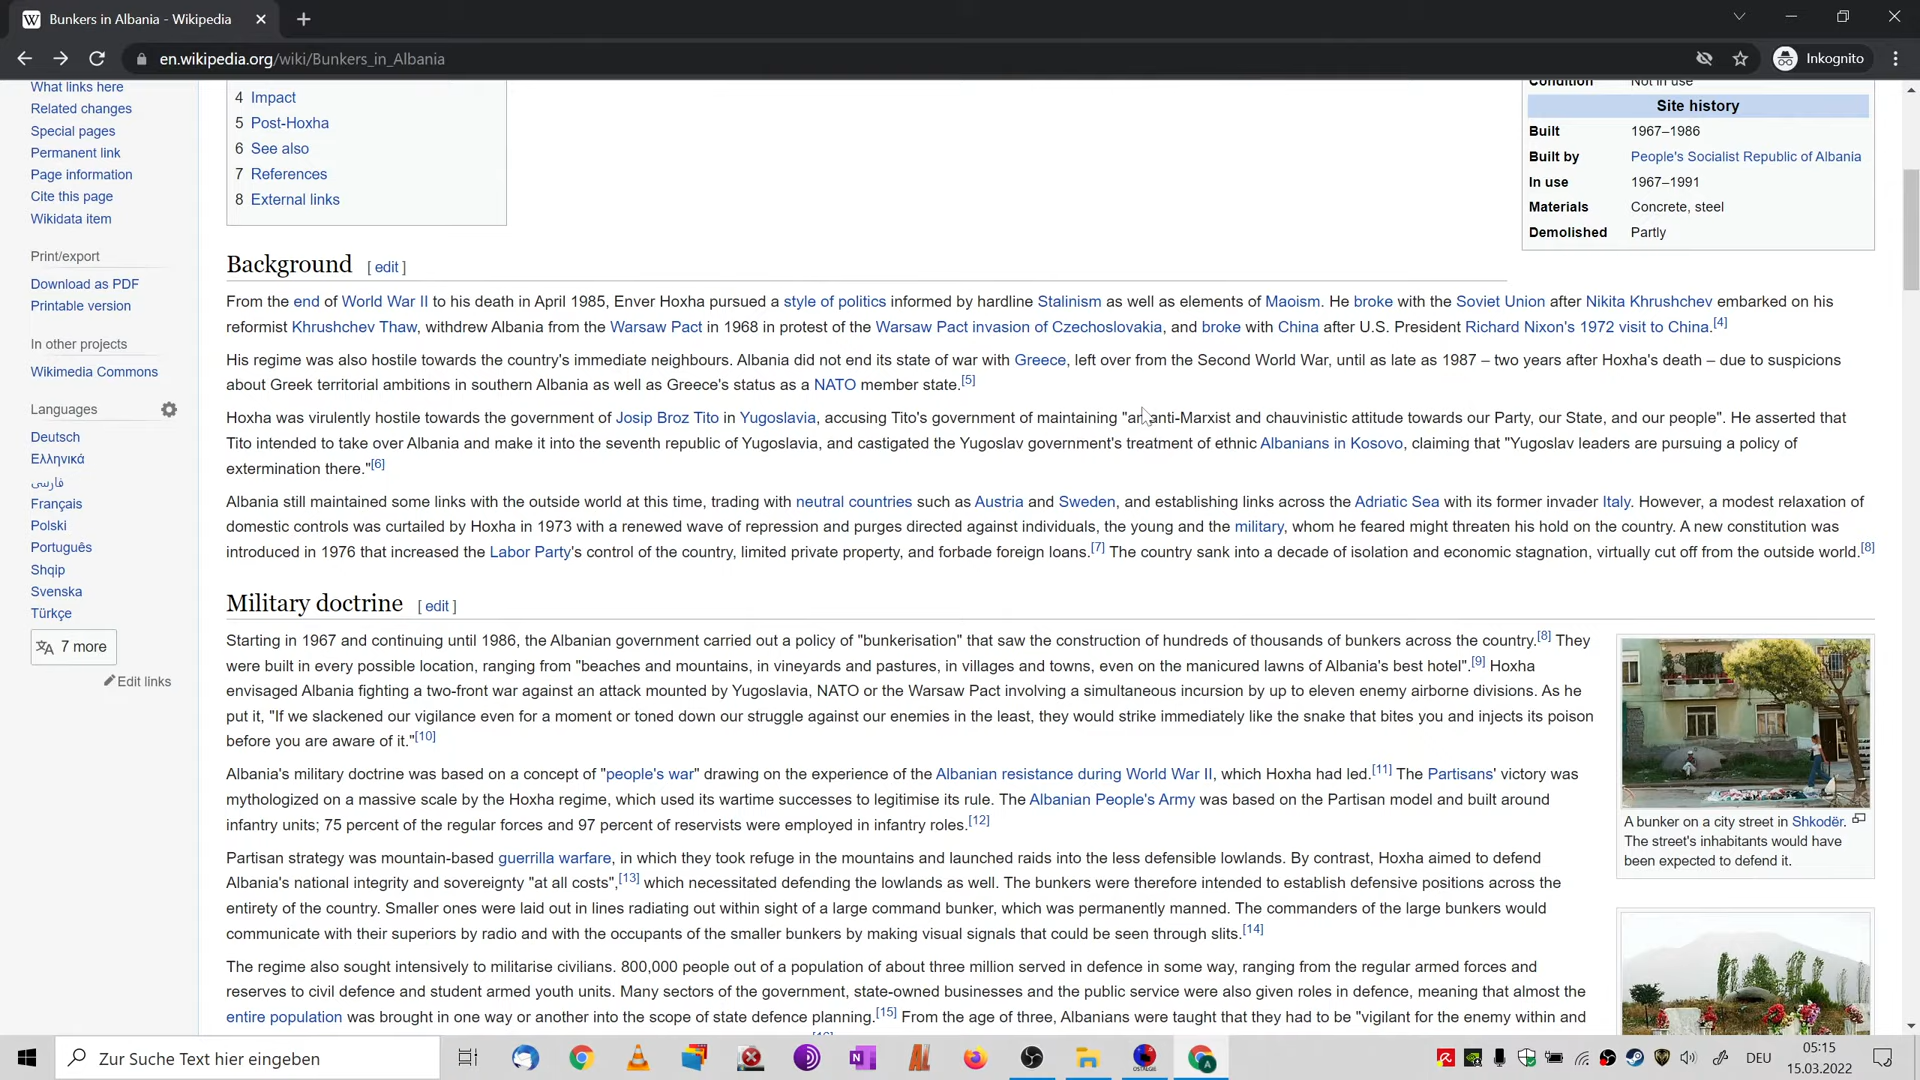 Bunkers in Albania - Wikipedia
en.wikipedia.org/wiki/Bunkers_in_Albania
Inkognito
What links here
Related changes
Special pages
Permanent link
Page information
Cite this page
Wikidata item
Print/export
Download as PDF
Printable version
In other projects
Wikimedia Commons
Languages
Deutsch
Ελληνικά
فارسی
Français
Polski
Português
Shqip
Svenska
Türkçe
7 more
Edit links
4 Impact
5 Post-Hoxha
6 See also
7 References
8 External links
Condition Not in use
Site history
Built 1967–1986
Built by People's Socialist Republic of Albania
In use 1967–1991
Materials Concrete, steel
Demolished Partly
Background [ edit ]
From the end of World War II to his death in April 1985, Enver Hoxha pursued a style of politics informed by hardline Stalinism as well as elements of Maoism. He broke with the Soviet Union after Nikita Khrushchev embarked on his
reformist Khrushchev Thaw, withdrew Albania from the Warsaw Pact in 1968 in protest of the Warsaw Pact invasion of Czechoslovakia, and broke with China after U.S. President Richard Nixon's 1972 visit to China.[4]
His regime was also hostile towards the country's immediate neighbours. Albania did not end its state of war with Greece, left over from the Second World War, until as late as 1987 – two years after Hoxha's death – due to suspicions
about Greek territorial ambitions in southern Albania as well as Greece's status as a NATO member state.[5]
Hoxha was virulently hostile towards the government of Josip Broz Tito in Yugoslavia, accusing Tito's government of maintaining "an anti-Marxist and chauvinistic attitude towards our Party, our State, and our people". He asserted that
Tito intended to take over Albania and make it into the seventh republic of Yugoslavia, and castigated the Yugoslav government's treatment of ethnic Albanians in Kosovo, claiming that "Yugoslav leaders are pursuing a policy of
extermination there."[6]
Albania still maintained some links with the outside world at this time, trading with neutral countries such as Austria and Sweden, and establishing links across the Adriatic Sea with its former invader Italy. However, a modest relaxation of
domestic controls was curtailed by Hoxha in 1973 with a renewed wave of repression and purges directed against individuals, the young and the military, whom he feared might threaten his hold on the country. A new constitution was
introduced in 1976 that increased the Labor Party's control of the country, limited private property, and forbade foreign loans.[7] The country sank into a decade of isolation and economic stagnation, virtually cut off from the outside world.[8]
Military doctrine [ edit ]
Starting in 1967 and continuing until 1986, the Albanian government carried out a policy of "bunkerisation" that saw the construction of hundreds of thousands of bunkers across the country.[8] They
were built in every possible location, ranging from "beaches and mountains, in vineyards and pastures, in villages and towns, even on the manicured lawns of Albania's best hotel".[9] Hoxha
envisaged Albania fighting a two-front war against an attack mounted by Yugoslavia, NATO or the Warsaw Pact involving a simultaneous incursion by up to eleven enemy airborne divisions. As he
put it, "If we slackened our vigilance even for a moment or toned down our struggle against our enemies in the least, they would strike immediately like the snake that bites you and injects its poison
before you are aware of it."[10]
Albania's military doctrine was based on a concept of "people's war" drawing on the experience of the Albanian resistance during World War II, which Hoxha had led.[11] The Partisans' victory was
mythologized on a massive scale by the Hoxha regime, which used its wartime successes to legitimise its rule. The Albanian People's Army was based on the Partisan model and built around
infantry units; 75 percent of the regular forces and 97 percent of reservists were employed in infantry roles.[12]
Partisan strategy was mountain-based guerrilla warfare, in which they took refuge in the mountains and launched raids into the less defensible lowlands. By contrast, Hoxha aimed to defend
Albania's national integrity and sovereignty "at all costs",[13] which necessitated defending the lowlands as well. The bunkers were therefore intended to establish defensive positions across the
entirety of the country. Smaller ones were laid out in lines radiating out within sight of a large command bunker, which was permanently manned. The commanders of the large bunkers would
communicate with their superiors by radio and with the occupants of the smaller bunkers by making visual signals that could be seen through slits.[14]
The regime also sought intensively to militarise civilians. 800,000 people out of a population of about three million served in defence in some way, ranging from the regular armed forces and
reserves to civil defence and student armed youth units. Many sectors of the government, state-owned businesses and the public service were also given roles in defence, meaning that almost the
entire population was brought in one way or another into the scope of state defence planning.[15] From the age of three, Albanians were taught that they had to be "vigilant for the enemy within and
A bunker on a city street in Shkodër.
The street's inhabitants would have
been expected to defend it.
Zur Suche Text hier eingeben
DEU
05:15
15.03.2022